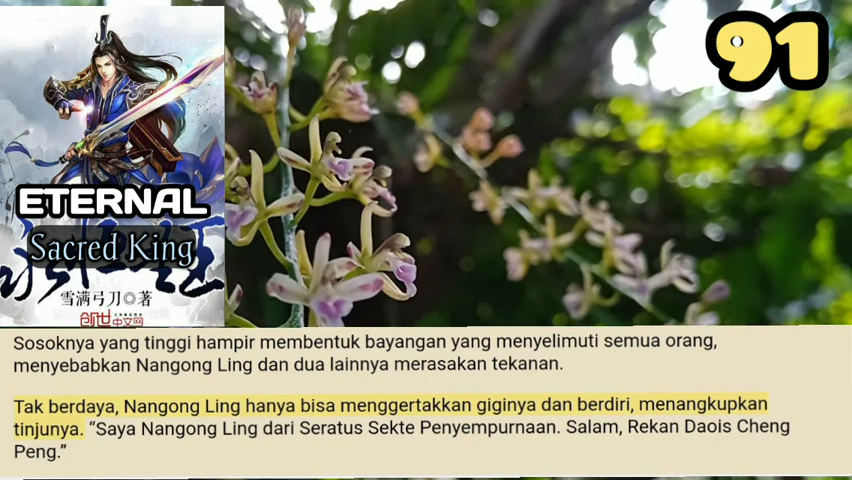 91
ETERNAL
Sacred King
雪满弓刀◎著
创世中文网
Sosoknya yang tinggi hampir membentuk bayangan yang menyelimuti semua orang,
menyebabkan Nangong Ling dan dua lainnya merasakan tekanan.
Tak berdaya, Nangong Ling hanya bisa menggertakkan giginya dan berdiri, menangkupkan
tinjunya. “Saya Nangong Ling dari Seratus Sekte Penyempurnaan. Salam, Rekan Daois Cheng
Peng.”